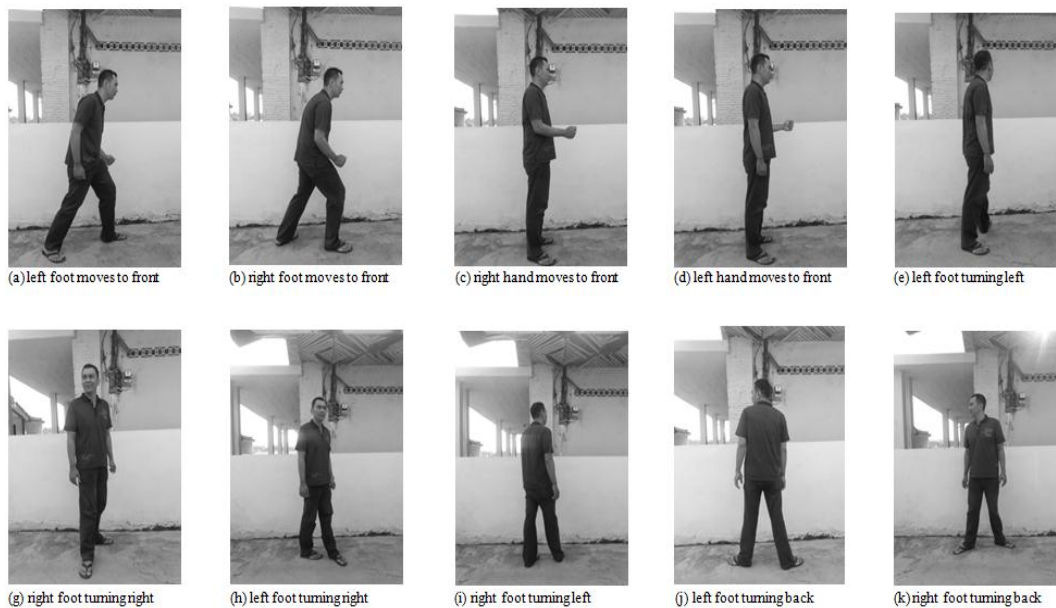 (a) left foot moves to front
(b) right foot moves to front
(c) right hand moves to front
(d) left hand moves to front
(e) left foot turning left
(g) right foot turning right
(h) left foot turning right
(i) right foot turning left
(j) left foot turning back
(k) right foot turning back